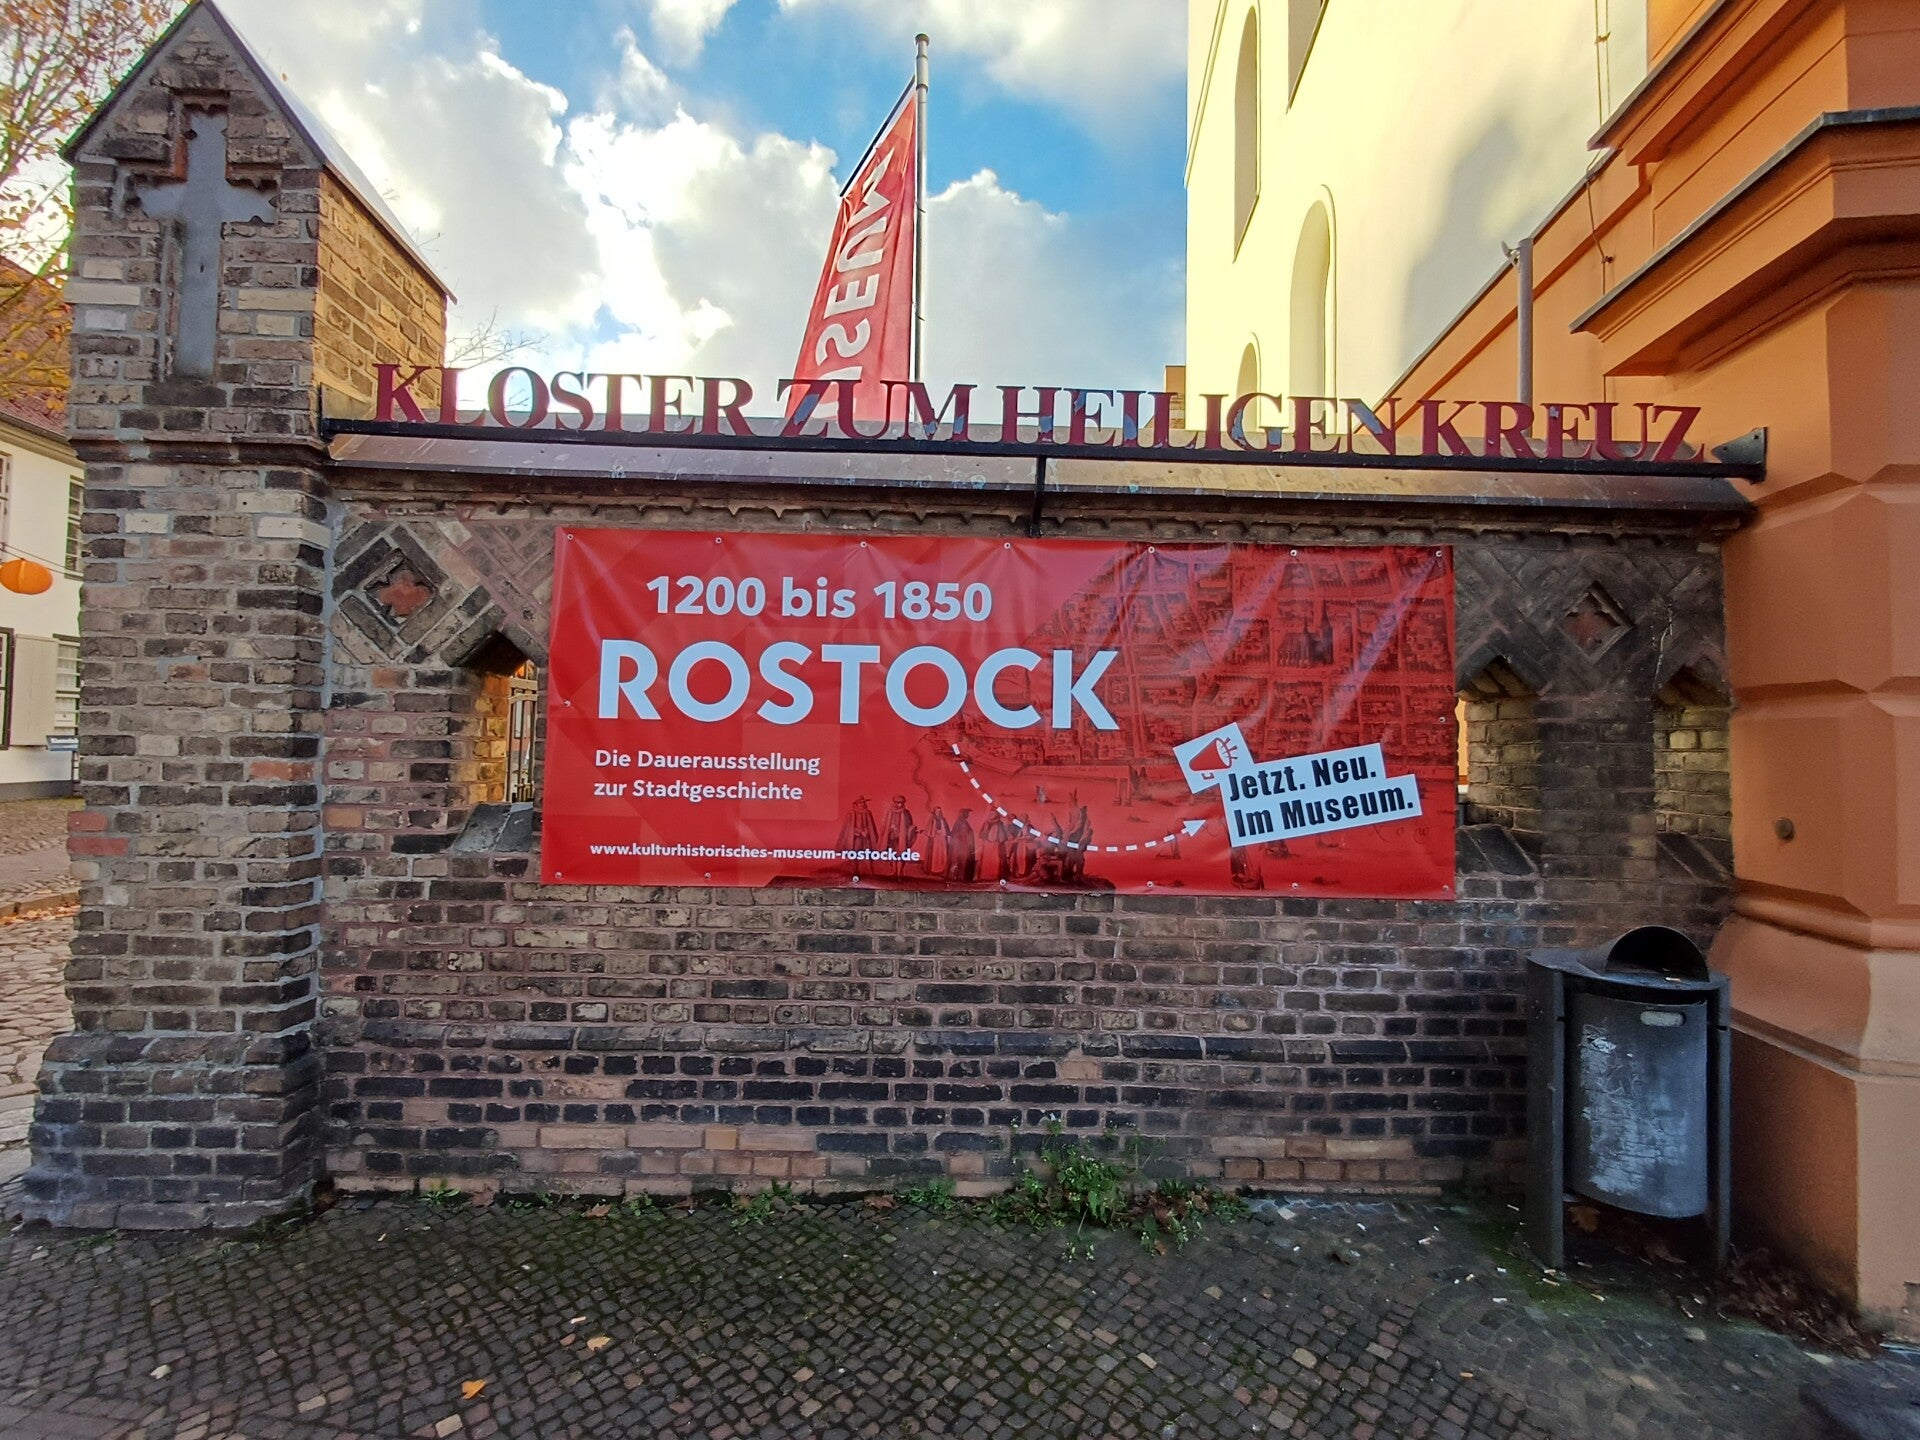 MUSEUM
KLOSTER ZUM HEILIGEN KREUZ
1200 bis 1850
ROSTOCK
Die Dauerausstellung
zur Stadtgeschichte
www.kulturhistorisches-museum-rostock.de
Jetzt. Neu.
Im Museum.